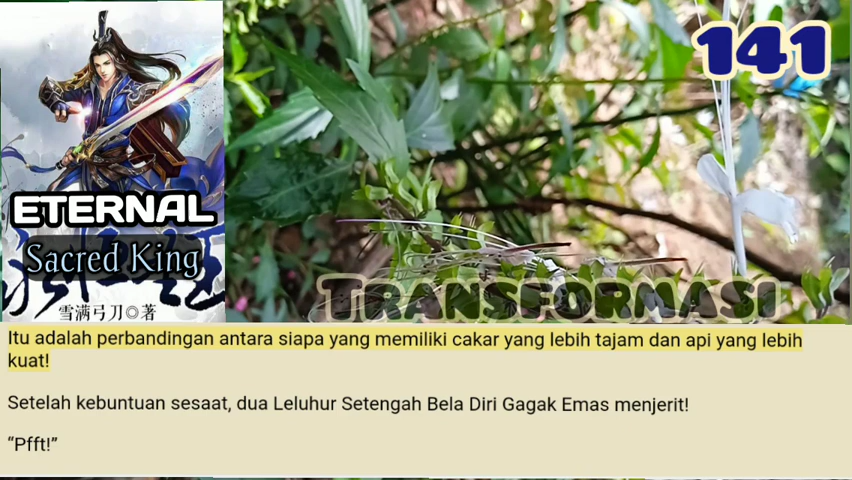 141
ETERNAL
Sacred King
雪满弓刀◎著
TRANSFORMASI
Itu adalah perbandingan antara siapa yang memiliki cakar yang lebih tajam dan api yang lebih
kuat!
Setelah kebuntuan sesaat, dua Leluhur Setengah Bela Diri Gagak Emas menjerit!
“Pfft!”